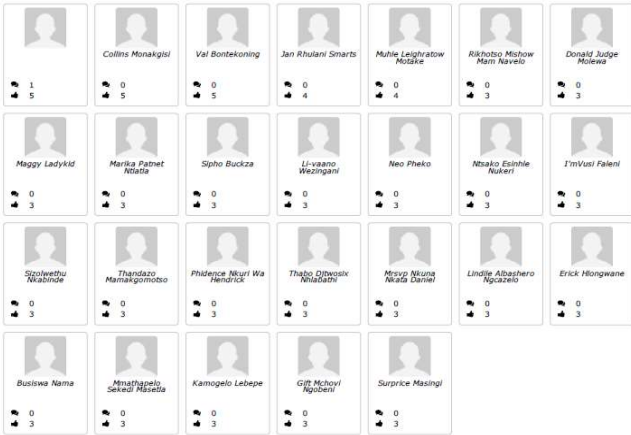 1
5
Collins Monakgisi
0
5
Val Bontekoning
0
5
Jan Rhulani Smarts
0
4
Muhle Leighratow
Motake
0
4
Rikhotso Mishow
Mam Navelo
0
3
Donald Judge
Molewa
0
3
Maggy Ladykid
0
3
Marika Patnet
Ntlatla
0
3
Sipho Buckza
0
3
Li-vaano
Wezingani
0
3
Neo Pheko
0
3
Ntsako Esinhle
Nukeri
0
3
I'mVusi Faleni
0
3
Sizolwethu
Nkabinde
0
3
Thandazo
Mamakgomotso
0
3
Phidence Nkuri Wa
Hendrick
0
3
Thabo Djtwosix
Nhlabathi
0
3
Mrsvp Nkuna
Nkata Daniel
0
3
Lindile Albashero
Ngcazelo
0
3
Erick Hlongwane
0
3
Busiswa Nama
0
3
Mmathapelo
Sekedi Masetla
0
3
Kamogelo Lebepe
0
3
Gift Mchovi
Ngobeni
0
3
Surprice Masingi
0
3